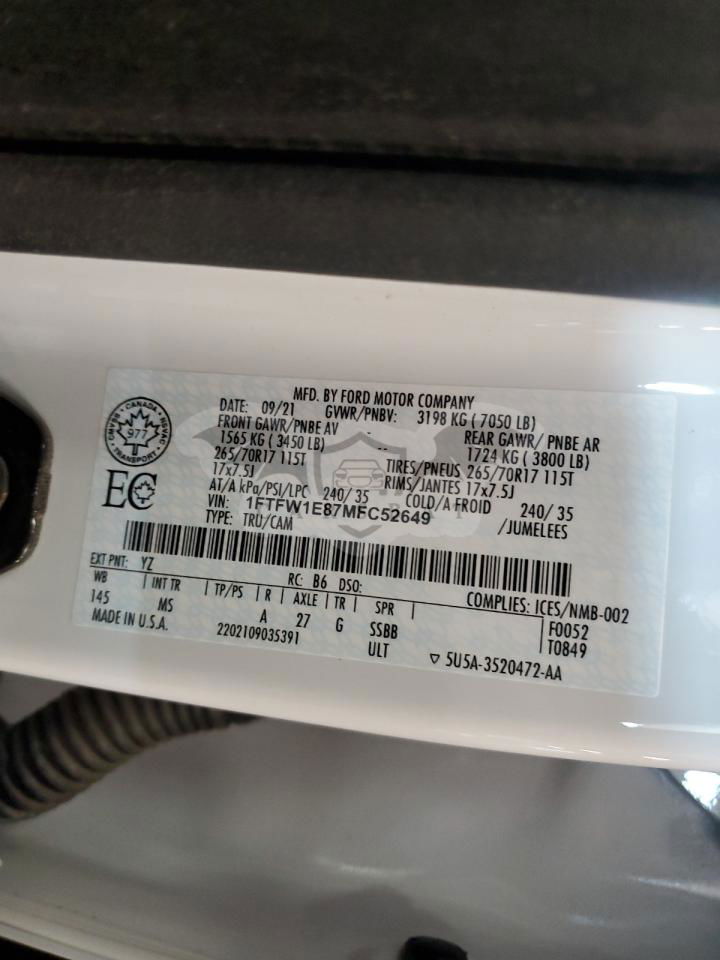 MFD. BY FORD MOTOR COMPANY
DATE: 09/21 GVWR/PNBV: 3198 KG ( 7050 LB)
FRONT GAWR/PNBE AV - REAR GAWR/ PNBE AR
1565 KG ( 3450 LB) -- 1724 KG ( 3800 LB)
265/70R17 115T TIRES/PNEUS 265/70R17 115T
17x7.5J RIMS/JANTES 17x7.5J
AT/A kPa/PSI/LPC 240/ 35 COLD/A FROID 240/ 35
VIN: 1FTFW1E87MFC52649 /JUMELEES
TYPE: TRU/CAM
CANADA
TRANSPORT
977
EC
EXT PNT: YZ RC: B6 DSO: COMPLIES: ICES/NMB-002
WB INT TR TP/PS R AXLE TR SPR F0052
145 MS A 27 G SSBB T0849
MADE IN U.S.A. 2202109035391 ULT ▽ 5U5A-3520472-AA